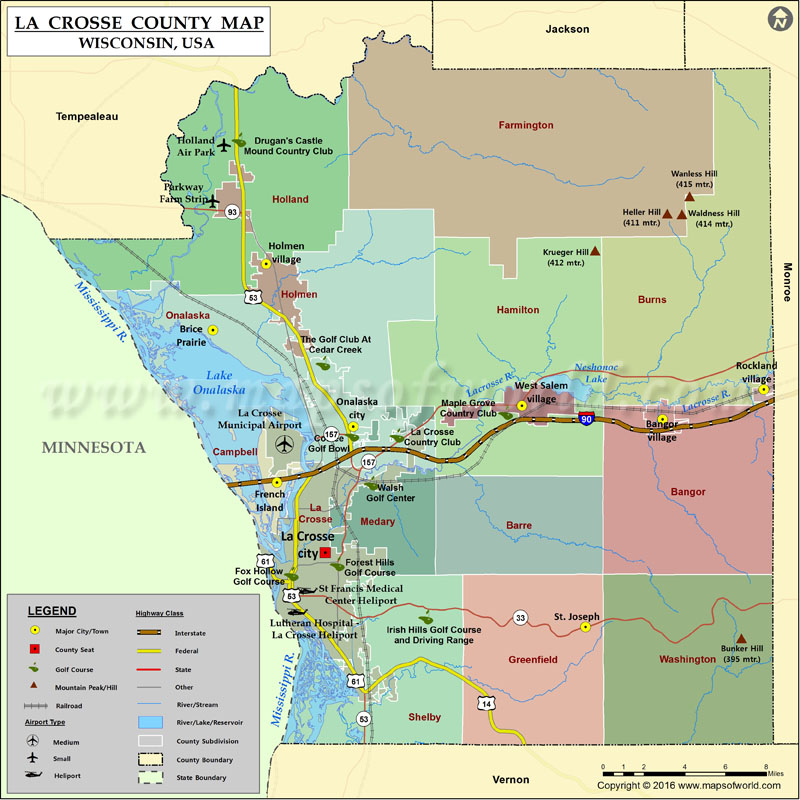 LA CROSSE COUNTY MAP
WISCONSIN, USA
N
Jackson
Tempealeau
Holland
Air Park
Drugan's Castle
Mound Country Club
Farmington
Parkway
Farm Strip
Holland
93
Wanless Hill
(415 mtr.)
Heller Hill
(411 mtr.)
Waldness Hill
(414 mtr.)
Holmen
village
Krueger Hill
(412 mtr.)
Monroe
Mississippi R.
53
Holmen
Hamilton
Burns
Onalaska
Brice
Prairie
The Golf Club At
Cedar Creek
Lake
Onalaska
Lacrosse R.
Neshonoc
Lake
Rockland
village
www.mapsofworld.com
La Crosse
Municipal Airport
Onalaska
city
Maple Grove
Country Club
West Salem
village
Lacrosse R.
MINNESOTA
Campbell
157
Golf Bowl
La Crosse
Country Club
90
Bangor
village
157
French
Island
Walsh
Golf Center
La
Crosse
Medary
Barre
Bangor
La Crosse
city
61
Fox Hollow
Golf Course
Forest Hills
Golf Course
53
St Francis Medical
Center Heliport
Lutheran Hospital -
La Crosse Heliport
33
St. Joseph
Irish Hills Golf Course
and Driving Range
Greenfield
Washington
Bunker Hill
(395 mtr.)
Mississippi R.
61
14
53
Shelby
Vernon
LEGEND
Major City/Town
County Seat
Golf Course
Mountain Peak/Hill
Railroad
Airport Type
Medium
Small
Heliport
Highway Class
Interstate
Federal
State
Other
River/Stream
River/Lake/Reservoir
County Subdivision
County Boundary
State Boundary
0 1 2 4 6 8
Miles
Copyright © 2016 www.mapsofworld.com